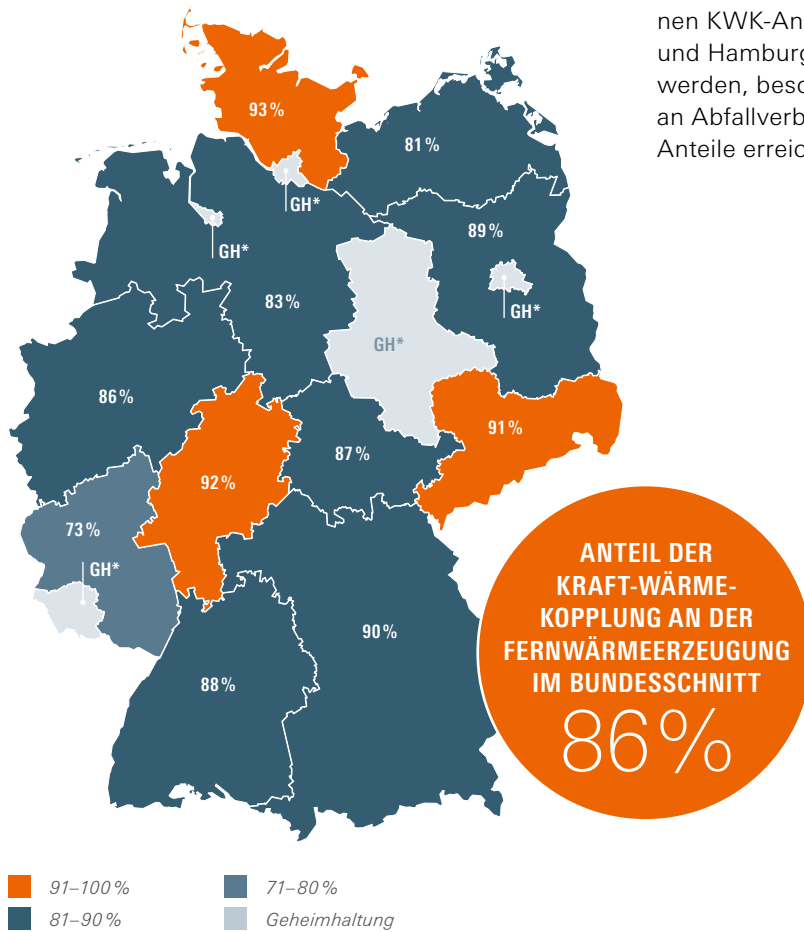 nen KWK-An
und Hamburg
werden, besc
an Abfallverb
Anteile erreic
93 %
81 %
GH*
GH*
89 %
GH*
83 %
GH*
86 %
87 %
91 %
92 %
73 %
GH*
90 %
88 %
ANTEIL DER
KRAFT-WÄRME-
KOPPLUNG AN DER
FERNWÄRMEERZEUGUNG
IM BUNDESSCHNITT
86 %
91–100 %
71–80 %
81–90 %
Geheimhaltung